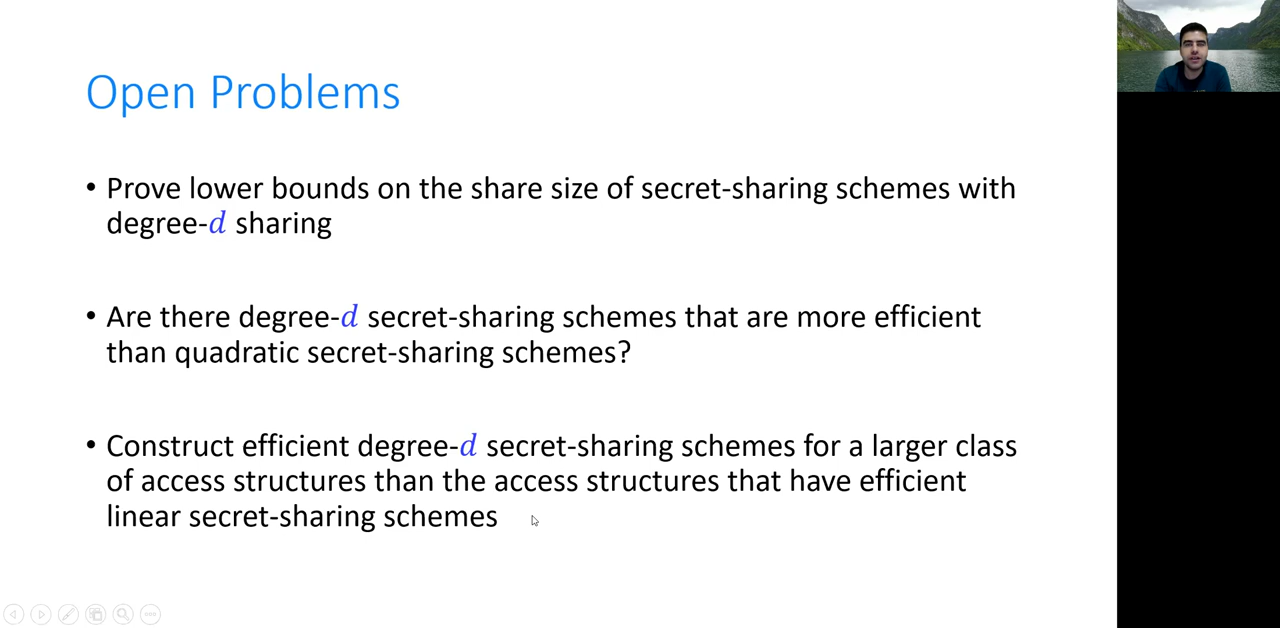 Open Problems
• Prove lower bounds on the share size of secret-sharing schemes with
degree-d sharing
• Are there degree-d secret-sharing schemes that are more efficient
than quadratic secret-sharing schemes?
• Construct efficient degree-d secret-sharing schemes for a larger class
of access structures than the access structures that have efficient
linear secret-sharing schemes